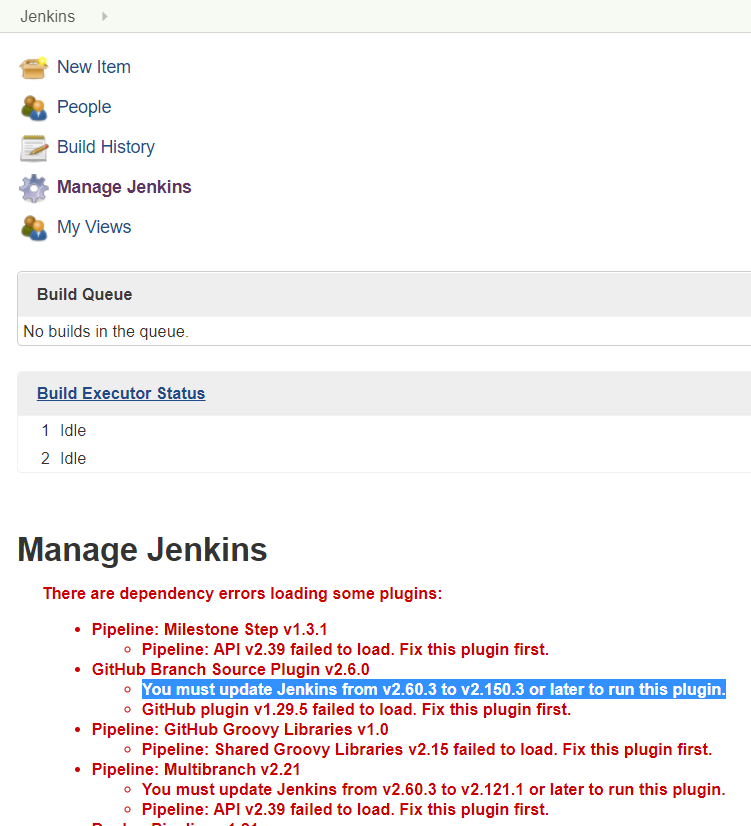 Jenkins
New Item
People
Build History
Manage Jenkins
My Views
Build Queue
No builds in the queue.
Build Executor Status
1 Idle
2 Idle
Manage Jenkins
There are dependency errors loading some plugins:
Pipeline: Milestone Step v1.3.1
Pipeline: API v2.39 failed to load. Fix this plugin first.
GitHub Branch Source Plugin v2.6.0
You must update Jenkins from v2.60.3 to v2.150.3 or later to run this plugin.
GitHub plugin v1.29.5 failed to load. Fix this plugin first.
Pipeline: GitHub Groovy Libraries v1.0
Pipeline: Shared Groovy Libraries v2.15 failed to load. Fix this plugin first.
Pipeline: Multibranch v2.21
You must update Jenkins from v2.60.3 to v2.121.1 or later to run this plugin.
Pipeline: API v2.39 failed to load. Fix this plugin first.